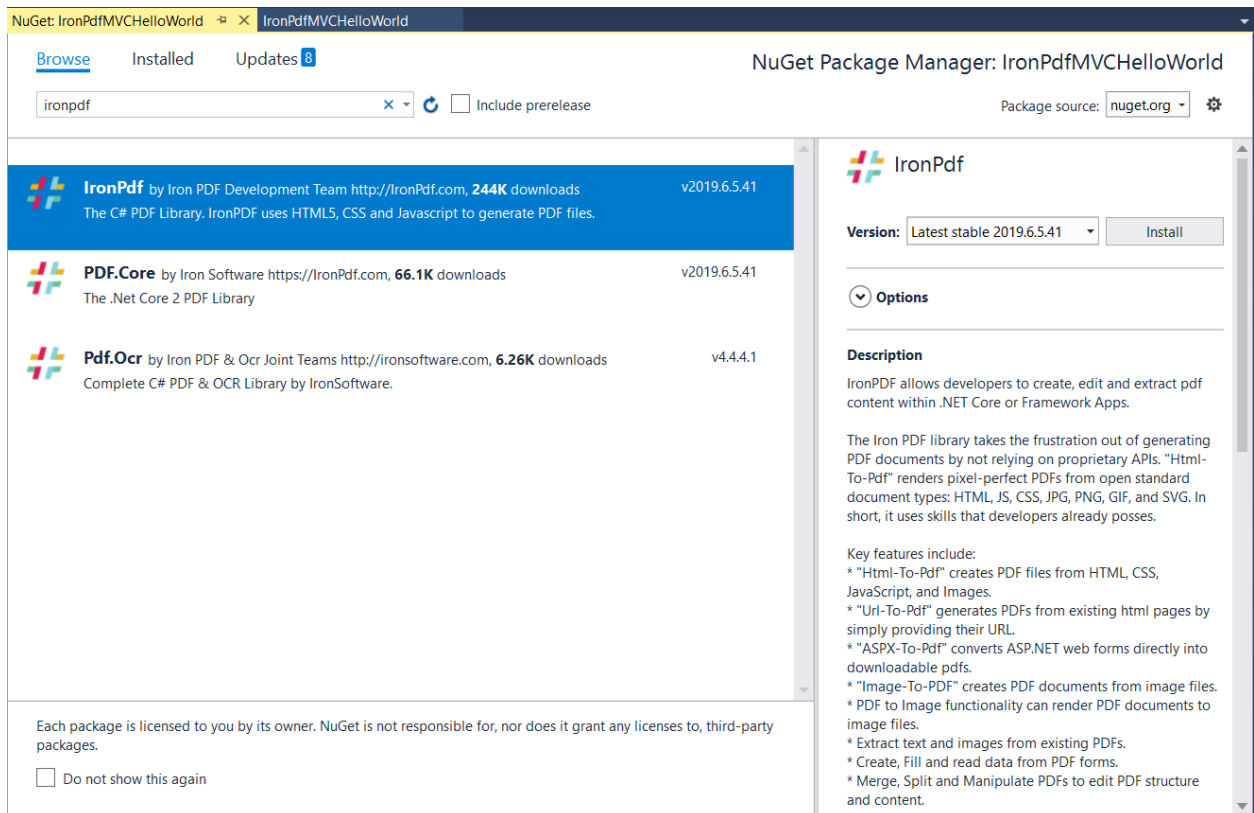 NuGet: IronPdfMVCHelloWorld
IronPdfMVCHelloWorld
Browse
Installed
Updates 8
NuGet Package Manager: IronPdfMVCHelloWorld
ironpdf
Include prerelease
Package source: nuget.org
IronPdf by Iron PDF Development Team http://IronPdf.com, 244K downloads
v2019.6.5.41
The C# PDF Library. IronPDF uses HTML5, CSS and Javascript to generate PDF files.
PDF.Core by Iron Software https://IronPdf.com, 66.1K downloads
v2019.6.5.41
The .Net Core 2 PDF Library
Pdf.Ocr by Iron PDF & Ocr Joint Teams http://ironsoftware.com, 6.26K downloads
v4.4.4.1
Complete C# PDF & OCR Library by IronSoftware.
Each package is licensed to you by its owner. NuGet is not responsible for, nor does it grant any licenses to, third-party
packages.
Do not show this again
IronPdf
Version: Latest stable 2019.6.5.41
Install
Options
Description
IronPDF allows developers to create, edit and extract pdf
content within .NET Core or Framework Apps.
The Iron PDF library takes the frustration out of generating
PDF documents by not relying on proprietary APIs. "Html-
To-Pdf" renders pixel-perfect PDFs from open standard
document types: HTML, JS, CSS, JPG, PNG, GIF, and SVG. In
short, it uses skills that developers already posses.
Key features include:
* "Html-To-Pdf" creates PDF files from HTML, CSS,
JavaScript, and Images.
* "Url-To-Pdf" generates PDFs from existing html pages by
simply providing their URL.
* "ASPX-To-Pdf" converts ASP.NET web forms directly into
downloadable pdfs.
* "Image-To-PDF" creates PDF documents from image files.
* PDF to Image functionality can render PDF documents to
image files.
* Extract text and images from existing PDFs.
* Create, Fill and read data from PDF forms.
* Merge, Split and Manipulate PDFs to edit PDF structure
and content.